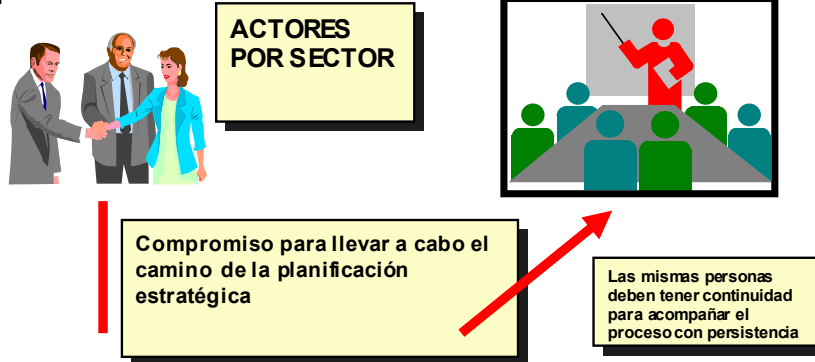 ACTORES
POR SECTOR
Compromiso para llevar a cabo el
camino de la planificación
estratégica
Las mismas personas
deben tener continuidad
para acompañar el
proceso con persistencia